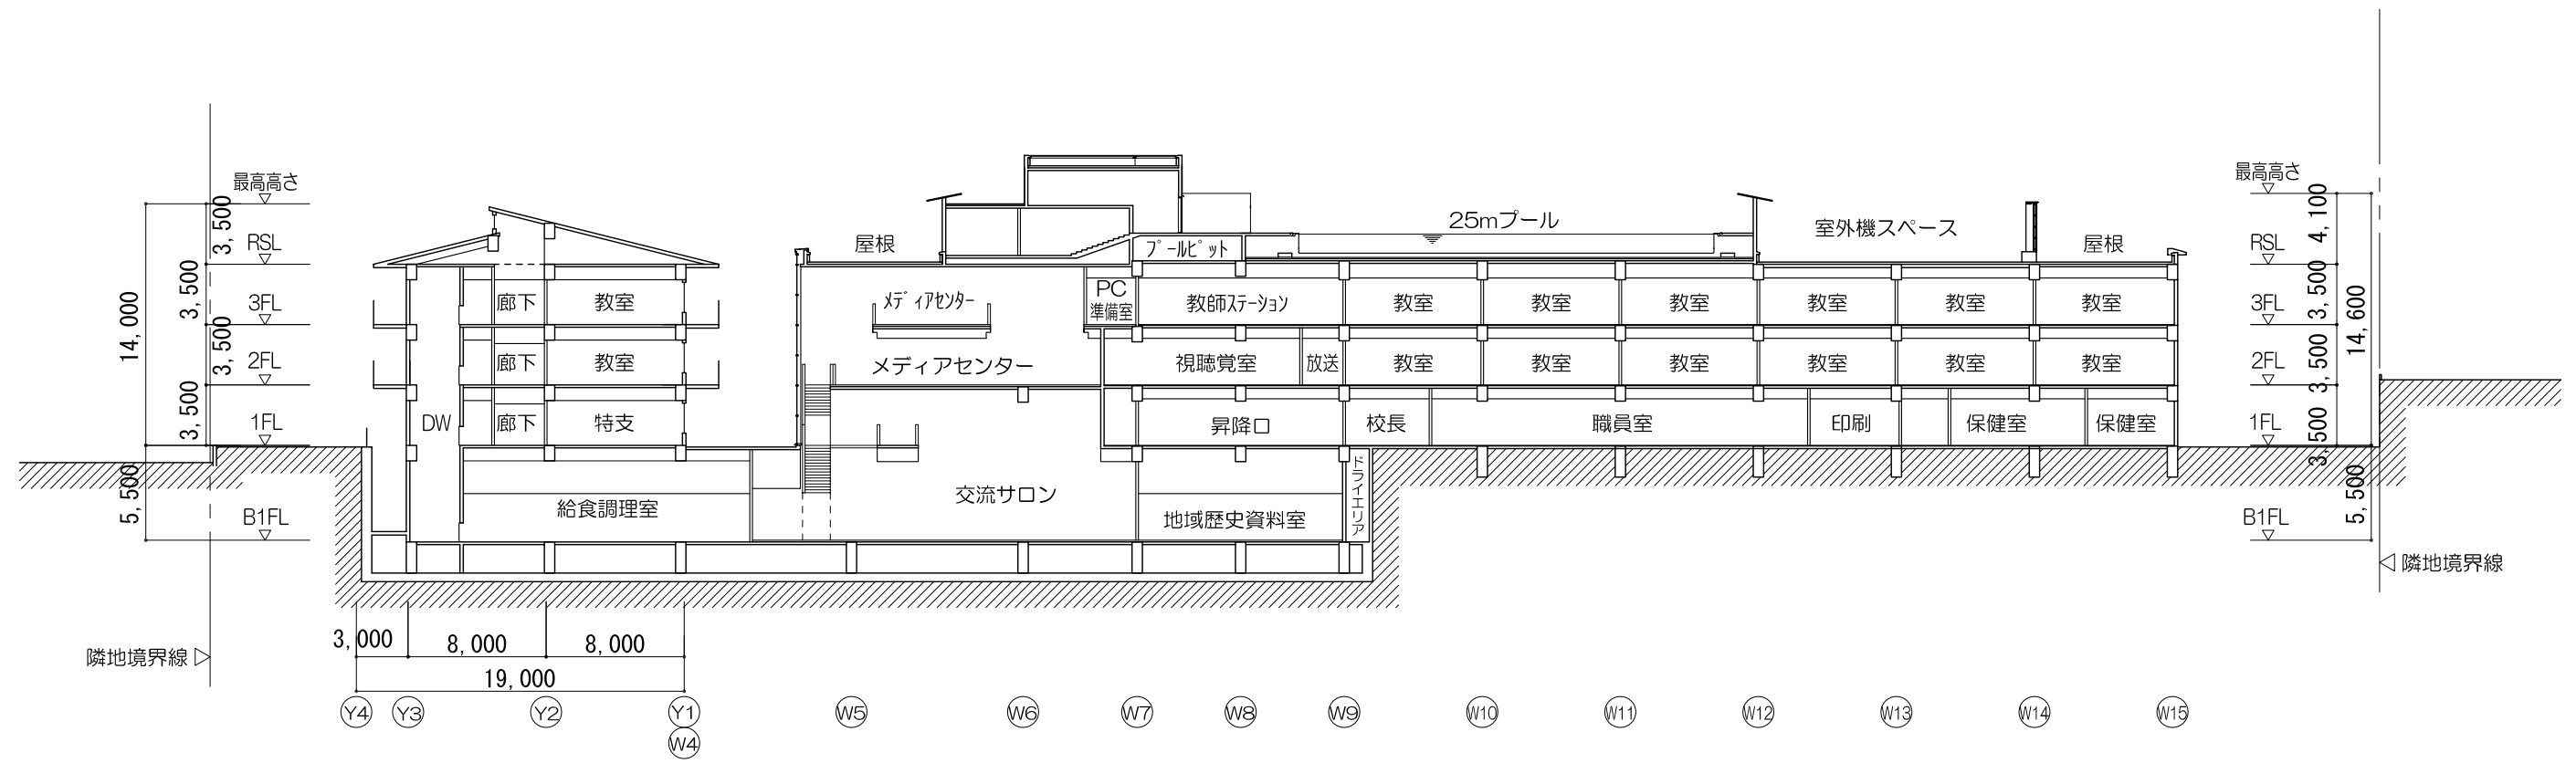 最高高さ
3,500
RSL
3,500
3FL
3,500
2FL
3,500
1FL
14,000
5,500
B1FL
隣地境界線
廊下
教室
廊下
教室
DW
廊下
特支
給食調理室
屋根
メディアセンター
メディアセンター
交流サロン
PC
準備室
プールピット
教師ステーション
視聴覚室
放送
昇降口
地域歴史資料室
ドライエリア
25mプール
室外機スペース
屋根
教室
教室
教室
教室
教室
教室
教室
教室
教室
教室
教室
教室
校長
職員室
印刷
保健室
保健室
最高高さ
4,100
RSL
3,500
3FL
3,500
2FL
3,500
1FL
14,600
5,500
B1FL
隣地境界線
3,000
8,000
8,000
19,000
Y4
Y3
Y2
Y1
W4
W5
W6
W7
W8
W9
W10
W11
W12
W13
W14
W15